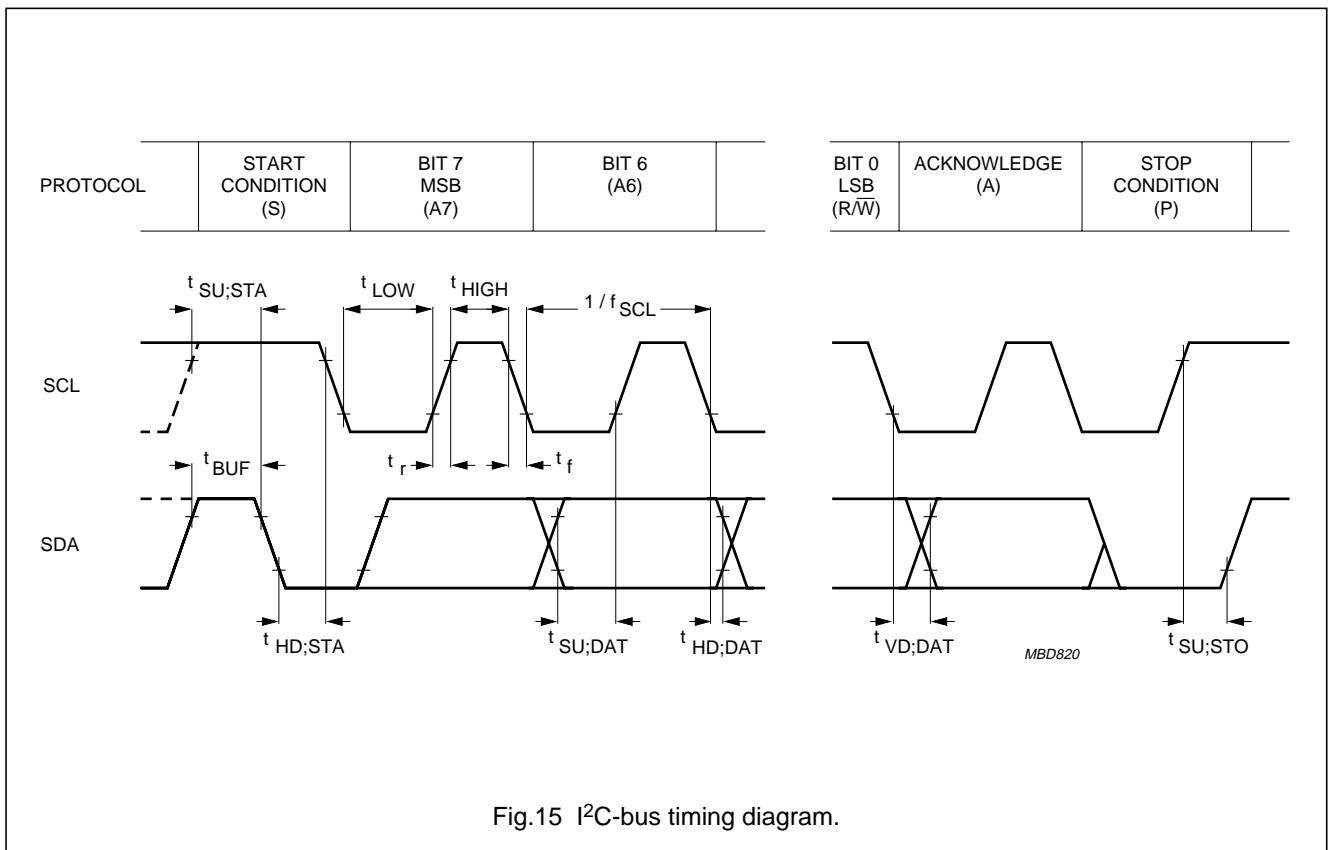 PROTOCOL
START
CONDITION
(S)
BIT 7
MSB
(A7)
BIT 6
(A6)
BIT 0
LSB
(R/W̅)
ACKNOWLEDGE
(A)
STOP
CONDITION
(P)
t SU;STA
t LOW
t HIGH
1 / f SCL
SCL
t BUF
t r
t f
SDA
t HD;STA
t SU;DAT
t HD;DAT
t VD;DAT
MBD820
t SU;STO
Fig.15 I²C-bus timing diagram.